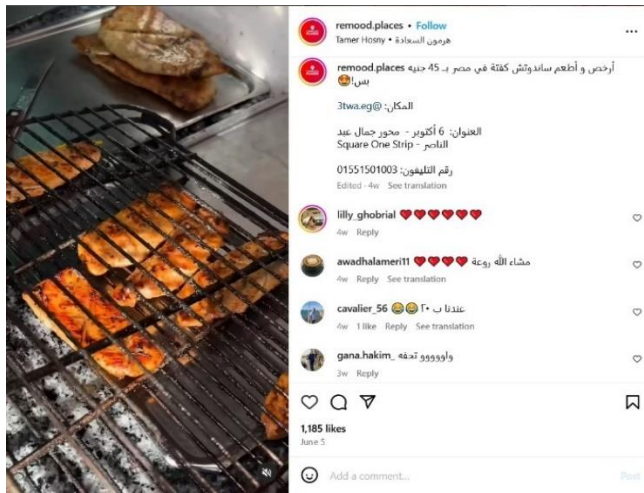 remood.places • Follow
Tamer Hosny • هرمون السعادة
remood.places أرخص و أطعم ساندوتش كفتة في مصر بـ 45 جنيه
بس!🤩
المكان: @3twa.eg
العنوان: 6 أكتوبر - محور جمال عبد
الناصر - Square One Strip
رقم التليفون: 01551501003
Edited · 4w See translation
lilly_ghobrial ❤❤❤❤❤❤
4w Reply
awadhalameri11 ❤❤❤❤ مشاء الله روعة
4w Reply See translation
cavalier_56 😂😂 عندنا ب ٢٠
4w 1 like Reply See translation
gana.hakim_ واوووووو تحفه
3w Reply
1,185 likes
June 5
Add a comment...
Post